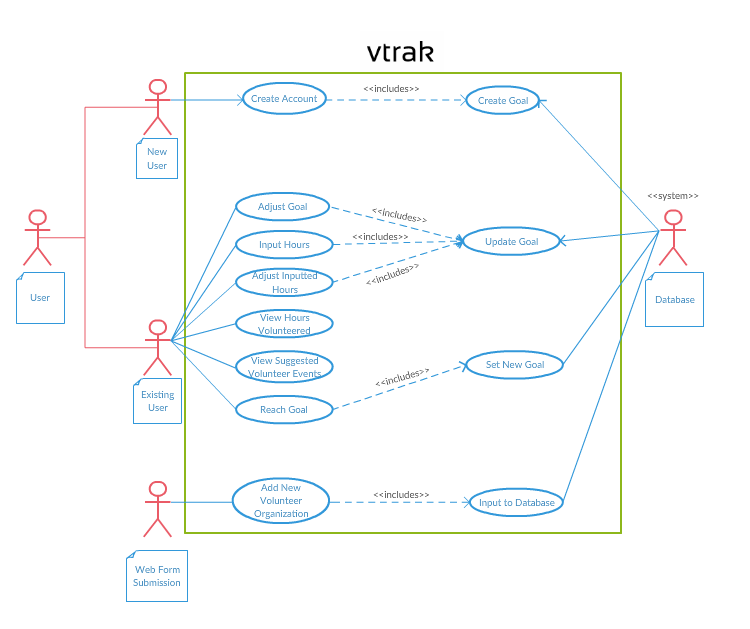 vtrak
Create Account
<<includes>>
Create Goal
New
User
<<system>>
Adjust Goal
<<includes>>
Input Hours
<<includes>>
Update Goal
Adjust Inputted
Hours
<<includes>>
User
Database
View Hours
Volunteered
View Suggested
Volunteer Events
Set New Goal
<<includes>>
Existing
User
Reach Goal
Add New
Volunteer
Organization
<<includes>>
Input to Database
Web Form
Submission